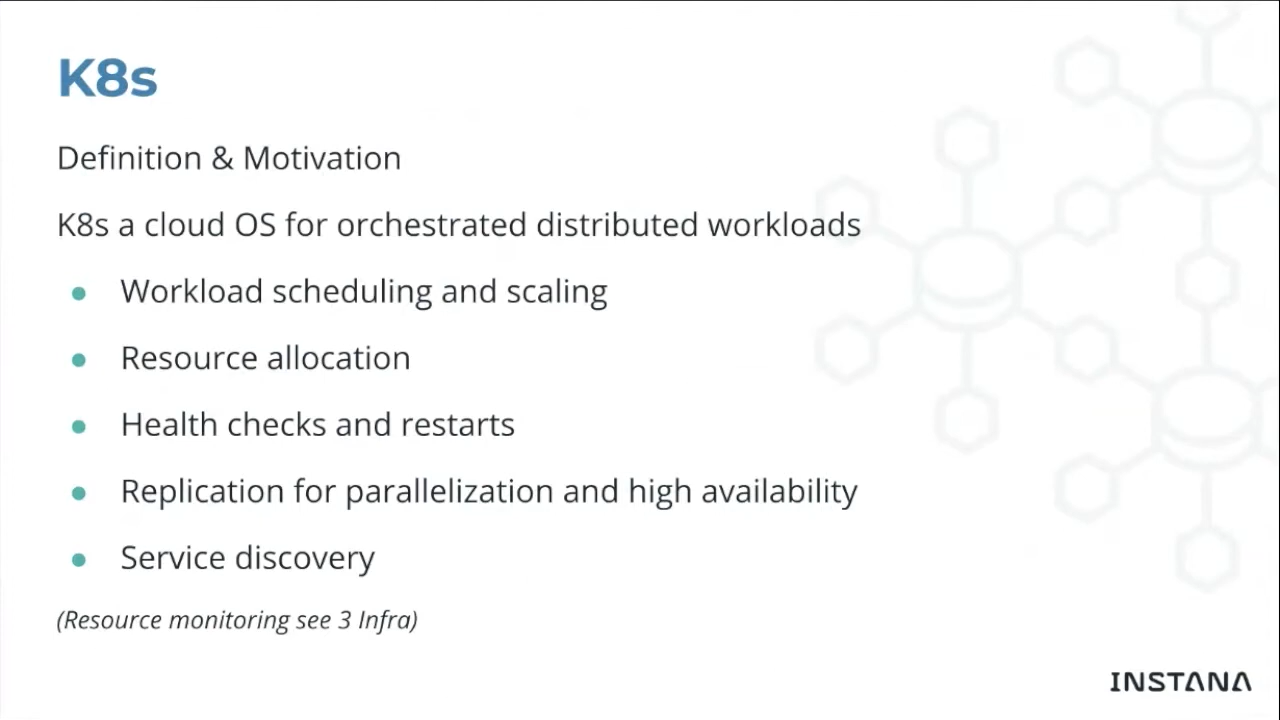 K8s
Definition & Motivation
K8s a cloud OS for orchestrated distributed workloads
● Workload scheduling and scaling
● Resource allocation
● Health checks and restarts
● Replication for parallelization and high availability
● Service discovery
(Resource monitoring see 3 Infra)
INSTANA